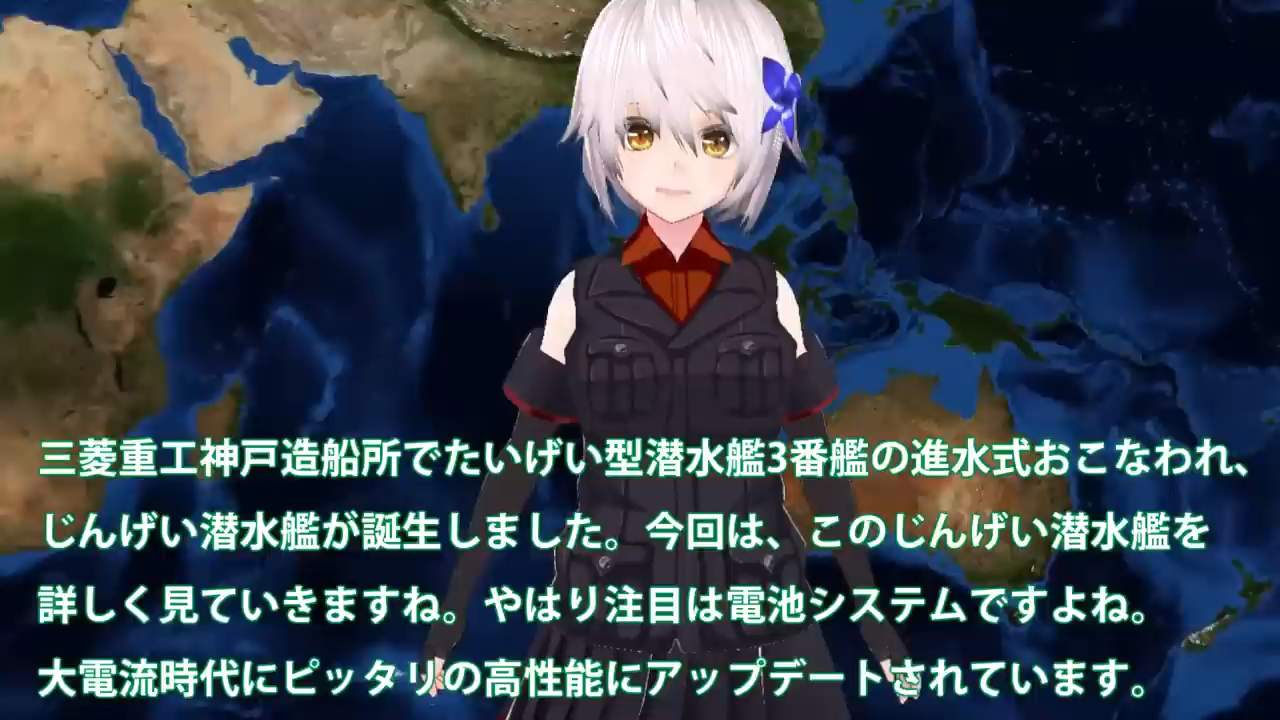 三菱重工神戸造船所でたいげい型潜水艦3番艦の進水式おこなわれ、
じんげい潜水艦が誕生しました。今回は、このじんげい潜水艦を
詳しく見ていきますね。やはり注目は電池システムですよね。
大電流時代にピッタリの高性能にアップデートされています。